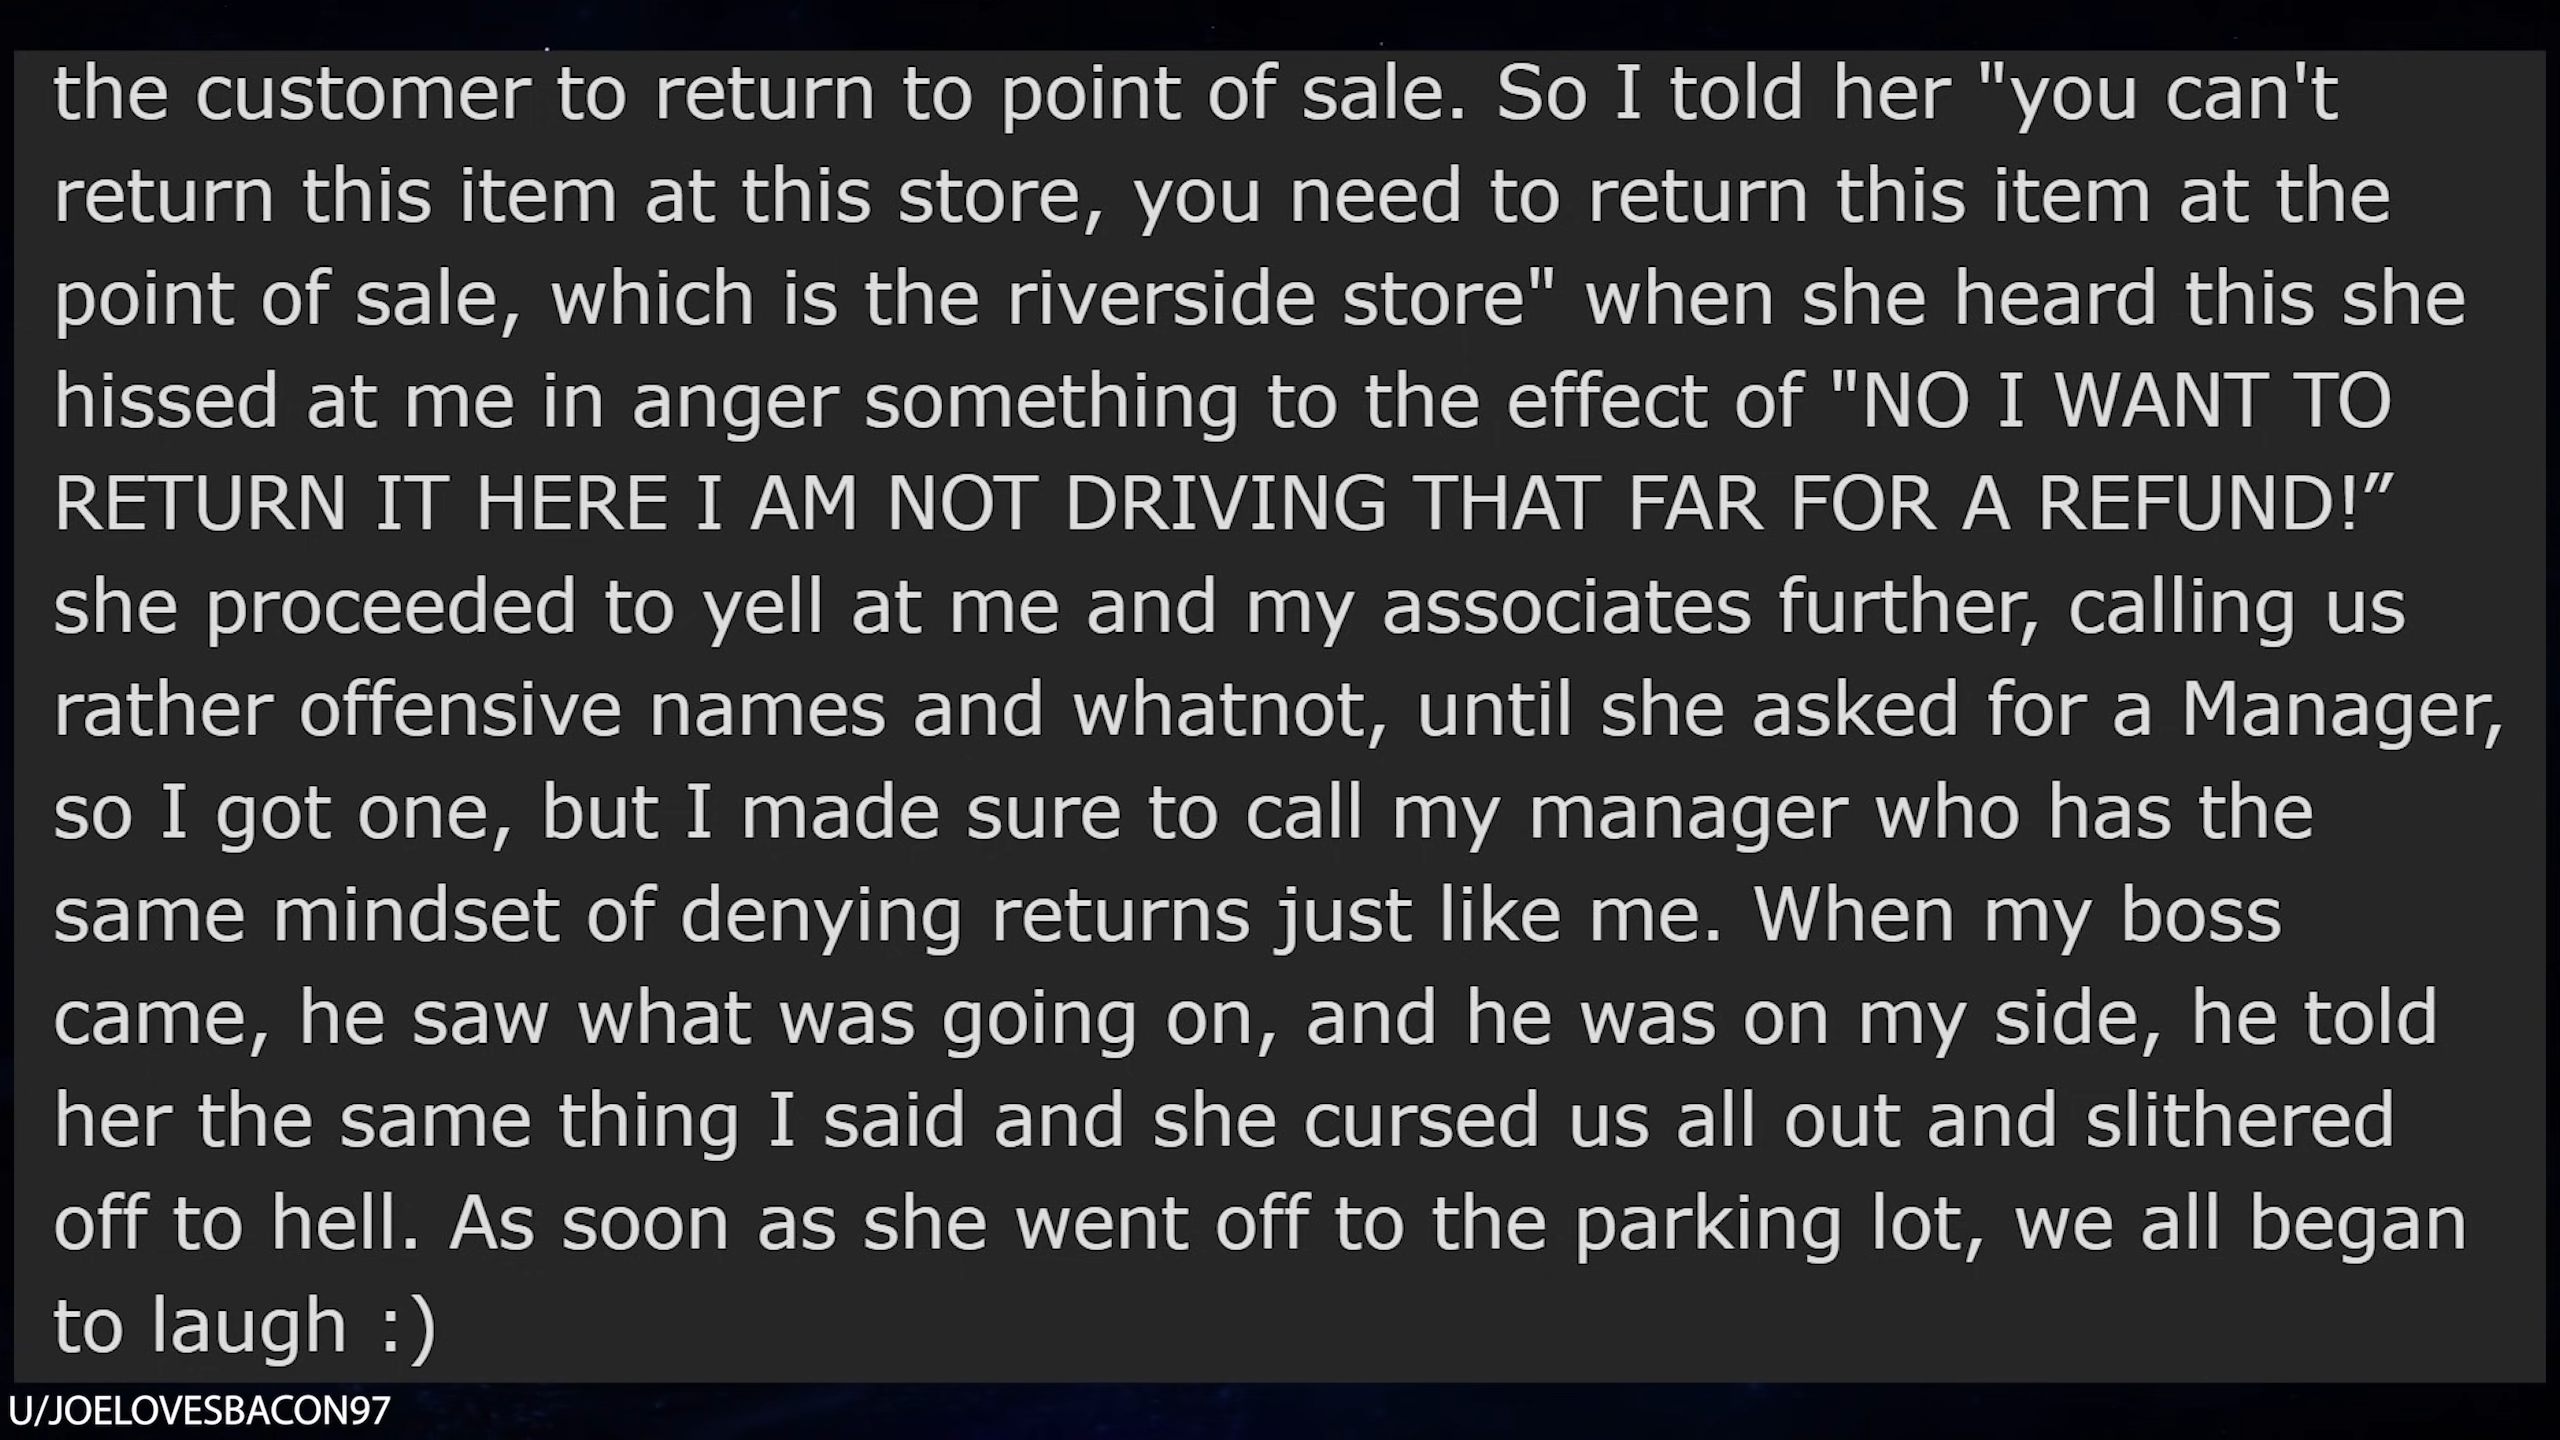 the customer to return to point of sale. So I told her "you can't
return this item at this store, you need to return this item at the
point of sale, which is the riverside store" when she heard this she
hissed at me in anger something to the effect of "NO I WANT TO
RETURN IT HERE I AM NOT DRIVING THAT FAR FOR A REFUND!”
she proceeded to yell at me and my associates further, calling us
rather offensive names and whatnot, until she asked for a Manager,
so I got one, but I made sure to call my manager who has the
same mindset of denying returns just like me. When my boss
came, he saw what was going on, and he was on my side, he told
her the same thing I said and she cursed us all out and slithered
off to hell. As soon as she went off to the parking lot, we all began
to laugh :)
U/JOELOVESBACON97